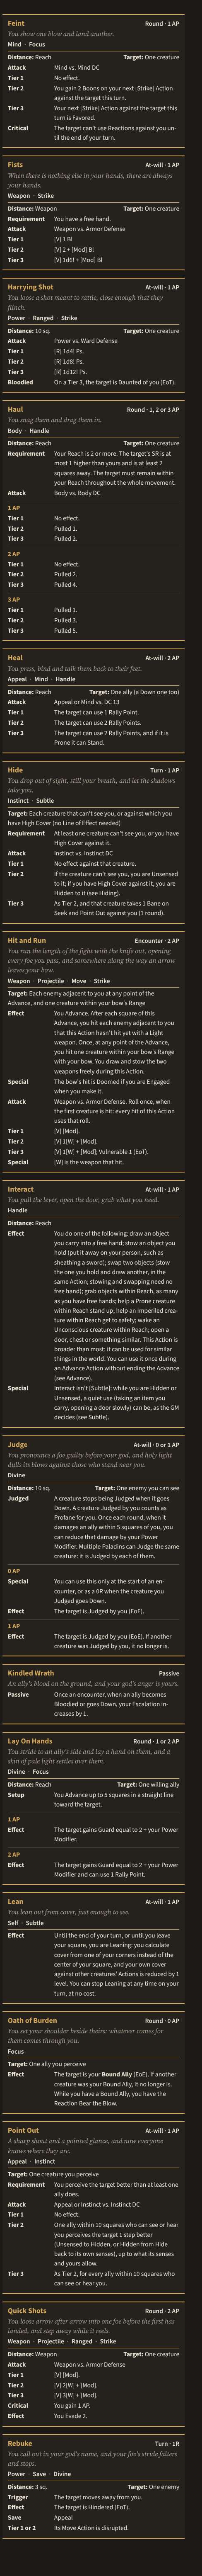 Feint Round · 1 AP
You show one blow and land another.
Mind · Focus
Distance: Reach Target: One creature
Attack Mind vs. Mind DC
Tier 1 No effect.
Tier 2 You gain 2 Boons on your next [Strike] Action
against the target this turn.
Tier 3 Your next [Strike] Action against the target this
turn is Favored.
Critical The target can't use Reactions against you un-
til the end of your turn.
Fists At-will · 1 AP
When there is nothing else in your hands, there are always
your hands.
Weapon · Strike
Distance: Weapon Target: One creature
Requirement You have a free hand.
Attack Weapon vs. Armor Defense
Tier 1 [V] 1 Bl
Tier 2 [V] 2 + [Mod] Bl
Tier 3 [V] 1d6! + [Mod] Bl
Harrying Shot At-will · 1 AP
You loose a shot meant to rattle, close enough that they
flinch.
Power · Ranged · Strike
Distance: 10 sq. Target: One creature
Attack Power vs. Ward Defense
Tier 1 [R] 1d4! Ps.
Tier 2 [R] 1d8! Ps.
Tier 3 [R] 1d12! Ps.
Bloodied On a Tier 3, the target is Daunted of you (EoT).
Haul Round · 1, 2 or 3 AP
You snag them and drag them in.
Body · Handle
Distance: Reach Target: One creature
Requirement Your Reach is 2 or more. The target's SR is at
most 1 higher than yours and is at least 2
squares away. The target must remain within
your Reach throughout the whole movement.
Attack Body vs. Body DC
1 AP
Tier 1 No effect.
Tier 2 Pulled 1.
Tier 3 Pulled 2.
2 AP
Tier 1 No effect.
Tier 2 Pulled 2.
Tier 3 Pulled 4.
3 AP
Tier 1 Pulled 1.
Tier 2 Pulled 3.
Tier 3 Pulled 5.
Heal At-will · 2 AP
You press, bind and talk them back to their feet.
Appeal · Mind · Handle
Distance: Reach Target: One ally (a Down one too)
Attack Appeal or Mind vs. DC 13
Tier 1 The target can use 1 Rally Point.
Tier 2 The target can use 2 Rally Points.
Tier 3 The target can use 2 Rally Points, and if it is
Prone it can Stand.
Hide Turn · 1 AP
You drop out of sight, still your breath, and let the shadows
take you.
Instinct · Subtle
Target: Each creature that can't see you, or against which you
have High Cover (no Line of Effect needed)
Requirement At least one creature can't see you, or you have
High Cover against it.
Attack Instinct vs. Instinct DC
Tier 1 No effect against that creature.
Tier 2 If the creature can't see you, you are Unsensed
to it; if you have High Cover against it, you are
Hidden to it (see Hiding).
Tier 3 As Tier 2, and that creature takes 1 Bane on
Seek and Point Out against you (1 round).
Hit and Run Encounter · 2 AP
You run the length of the fight with the knife out, opening
every foe you pass, and somewhere along the way an arrow
leaves your bow.
Weapon · Projectile · Move · Strike
Target: Each enemy adjacent to you at any point of the
Advance, and one creature within your bow's Range
Effect You Advance. After each square of this
Advance, you hit each enemy adjacent to you
that this Action hasn't hit yet with a Light
weapon. Once, at any point of the Advance,
you hit one creature within your bow's Range
with your bow. You draw and stow the two
weapons freely during this Action.
Special The bow's hit is Doomed if you are Engaged
when you make it.
Attack Weapon vs. Armor Defense. Roll once, when
the first creature is hit: every hit of this Action
uses that roll.
Tier 1 [V] [Mod].
Tier 2 [V] 1[W] + [Mod].
Tier 3 [V] 1[W] + [Mod]; Vulnerable 1 (EoT).
Special [W] is the weapon that hit.
Interact At-will · 1 AP
You pull the lever, open the door, grab what you need.
Handle
Distance: Reach
Effect You do one of the following: draw an object
you carry into a free hand; stow an object you
hold (put it away on your person, such as
sheathing a sword); swap two objects (stow
the one you hold and draw another, in the
same Action; stowing and swapping need no
free hand); grab objects within Reach, as many
as you have free hands; help a Prone creature
within Reach stand up; help an Imperiled crea-
ture within Reach get to safety; wake an
Unconscious creature within Reach; open a
door, chest or something similar. This Action is
broader than most: it can be used for similar
things in the world. You can use it once during
an Advance Action without ending the Advance
(see Advance).
Special Interact isn't [Subtle]: while you are Hidden or
Unsensed, a quiet use (taking an item you
carry, opening a door slowly) can be, as the GM
decides (see Subtle).
Judge At-will · 0 or 1 AP
You pronounce a foe guilty before your god, and holy light
dulls its blows against those who stand near you.
Divine
Distance: 10 sq. Target: One enemy you can see
Judged A creature stops being Judged when it goes
Down. A creature Judged by you counts as
Profane for you. Once each round, when it
damages an ally within 5 squares of you, you
can reduce that damage by your Power
Modifier. Multiple Paladins can Judge the same
creature: it is Judged by each of them.
0 AP
Special You can use this only at the start of an en-
counter, or as a 0R when the creature you
Judged goes Down.
Effect The target is Judged by you (EoE).
1 AP
Effect The target is Judged by you (EoE). If another
creature was Judged by you, it no longer is.
Kindled Wrath Passive
An ally's blood on the ground, and your god's anger is yours.
Passive Once an encounter, when an ally becomes
Bloodied or goes Down, your Escalation in-
creases by 1.
Lay On Hands Round · 1 or 2 AP
You stride to an ally's side and lay a hand on them, and a
skin of pale light settles over them.
Divine · Focus
Distance: Reach Target: One willing ally
Setup You Advance up to 5 squares in a straight line
toward the target.
1 AP
Effect The target gains Guard equal to 2 + your Power
Modifier.
2 AP
Effect The target gains Guard equal to 2 + your Power
Modifier and can use 1 Rally Point.
Lean At-will · 1 AP
You lean out from cover, just enough to see.
Self · Subtle
Effect Until the end of your turn, or until you leave
your square, you are Leaning: you calculate
cover from one of your corners instead of the
center of your square, and your own cover
against other creatures' Actions is reduced by 1
level. You can stop Leaning at any time on your
turn, at no cost.
Oath of Burden Round · 0 AP
You set your shoulder beside theirs: whatever comes for
them comes through you.
Focus
Target: One ally you perceive
Effect The target is your Bound Ally (EoE). If another
creature was your Bound Ally, it no longer is.
While you have a Bound Ally, you have the
Reaction Bear the Blow.
Point Out At-will · 1 AP
A sharp shout and a pointed glance, and now everyone
knows where they are.
Appeal · Instinct
Target: One creature you perceive
Requirement You perceive the target better than at least one
ally does.
Attack Appeal or Instinct vs. Instinct DC
Tier 1 No effect.
Tier 2 One ally within 10 squares who can see or hear
you perceives the target 1 step better
(Unsensed to Hidden, or Hidden from Hide
back to its own senses), up to what its senses
and yours allow.
Tier 3 As Tier 2, for every ally within 10 squares who
can see or hear you.
Quick Shots Round · 2 AP
You loose arrow after arrow into one foe before the first has
landed, and step away while it reels.
Weapon · Projectile · Ranged · Strike
Distance: Weapon Target: One creature
Attack Weapon vs. Armor Defense
Tier 1 [V] [Mod].
Tier 2 [V] 2[W] + [Mod].
Tier 3 [V] 3[W] + [Mod].
Critical You gain 1 AP.
Effect You Evade 2.
Rebuke Turn · 1R
You call out in your god's name, and your foe's stride falters
and stops.
Power · Save · Divine
Distance: 3 sq. Target: One enemy
Trigger The target moves away from you.
Effect The target is Hindered (EoT).
Save Appeal
Tier 1 or 2 Its Move Action is disrupted.